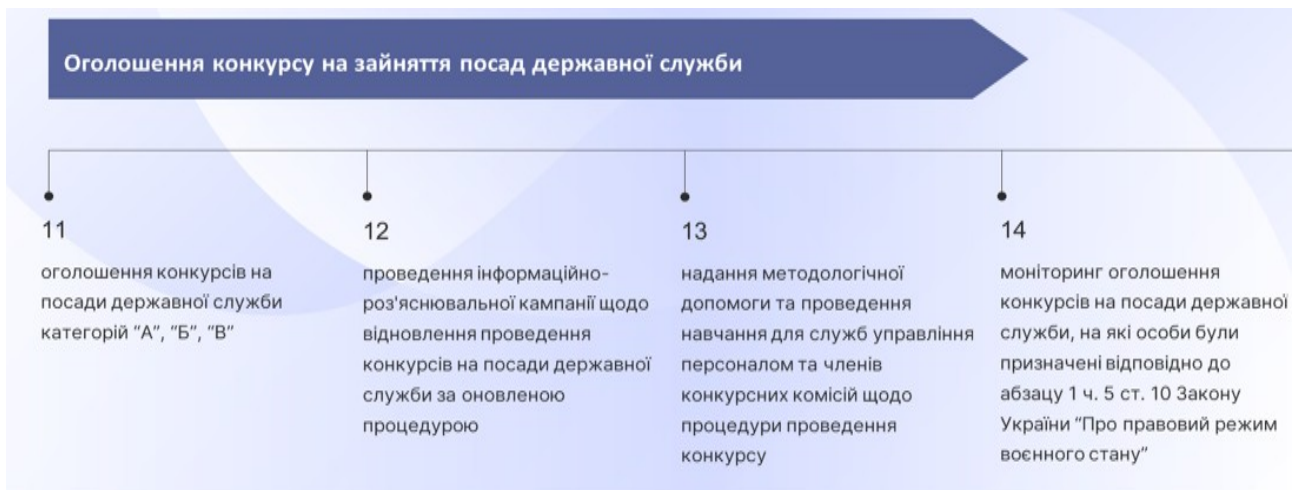 Оголошення конкурсу на зайняття посад державної служби
11
оголошення конкурсів на
посади державної служби
категорій “А”, “Б”, “В”
12
проведення інформаційно-
роз'яснювальної кампанії щодо
відновлення проведення
конкурсів на посади державної
служби за оновленою
процедурою
13
надання методологічної
допомоги та проведення
навчання для служб управління
персоналом та членів
конкурсних комісій щодо
процедури проведення
конкурсу
14
моніторинг оголошення
конкурсів на посади державної
служби, на які особи були
призначені відповідно до
абзацу 1 ч. 5 ст. 10 Закону
України “Про правовий режим
воєнного стану”